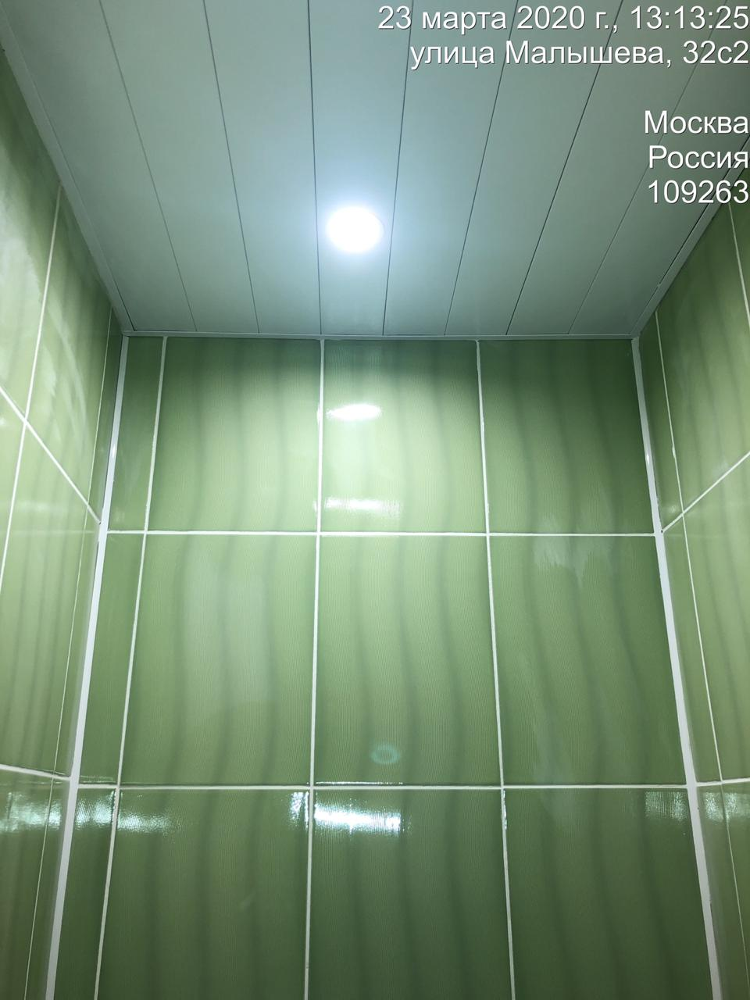 23 марта 2020 г., 13:13:25
улица Малышева, 32с2
Москва
Россия
109263